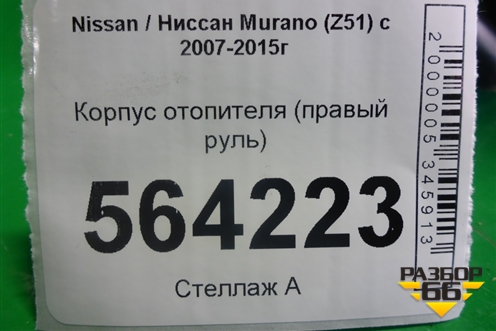 Nissan / Ниссан Murano (Z51) с
2007-2015г
Корпус отопителя (правый
руль)
564223
Стеллаж А
2000005345913
РАЗБОР
66